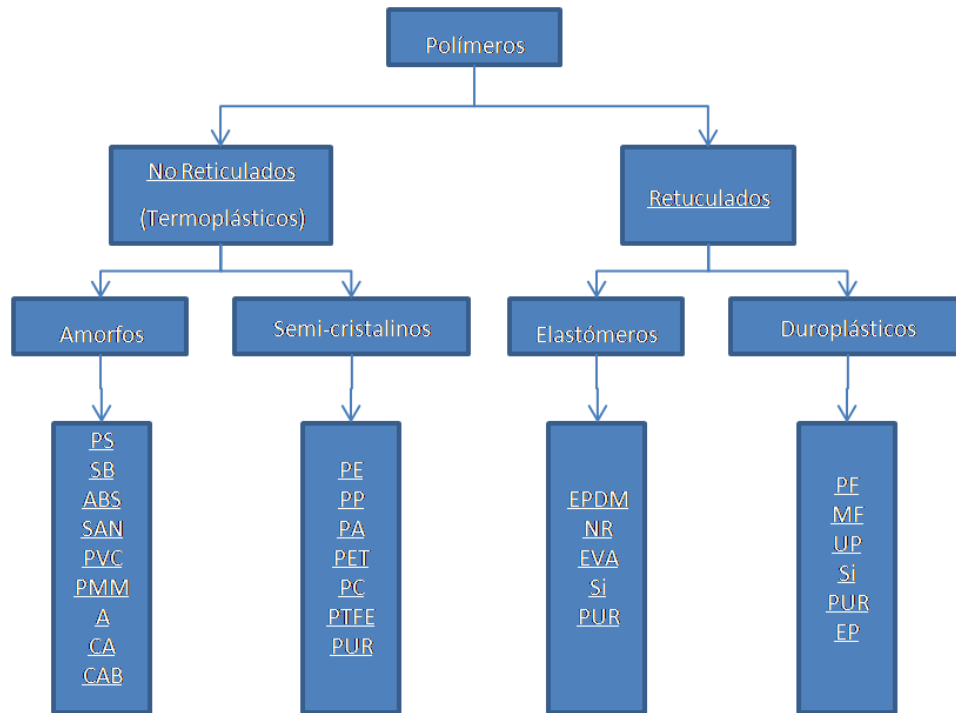 Polímeros
No Reticulados
(Termoplásticos)
Retuculados
Amorfos
Semi-cristalinos
Elastómeros
Duroplásticos
PS
SB
ABS
SAN
PVC
PMM
A
CA
CAB
PE
PP
PA
PET
PC
PTFE
PUR
EPDM
NR
EVA
Si
PUR
PF
MF
UP
Si
PUR
EP